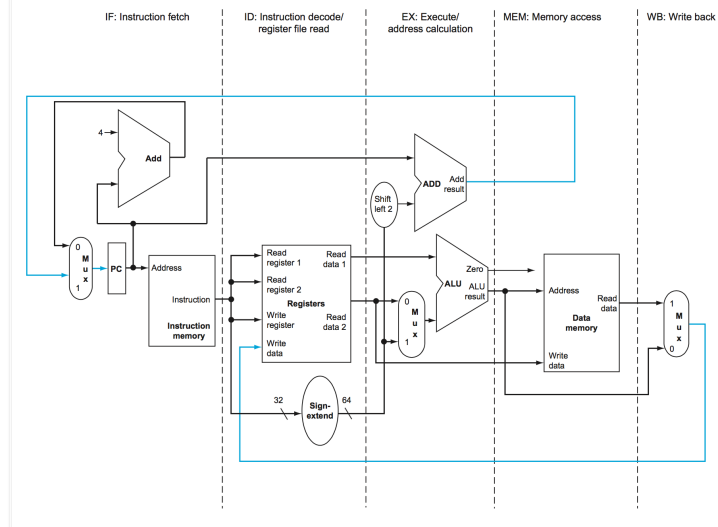 IF: Instruction fetch
ID: Instruction decode/
register file read
EX: Execute/
address calculation
MEM: Memory access
WB: Write back
4
Add
ADD
Add
result
Shift
left 2
0
M
u
x
1
PC
Address
Instruction
Instruction
memory
Read
register 1
Read
register 2
Write
register
Write
data
Registers
Read
data 1
Read
data 2
0
M
u
x
1
Zero
ALU
ALU
result
Address
Read
data
Data
memory
Write
data
1
M
u
x
0
32
Sign-
extend
64